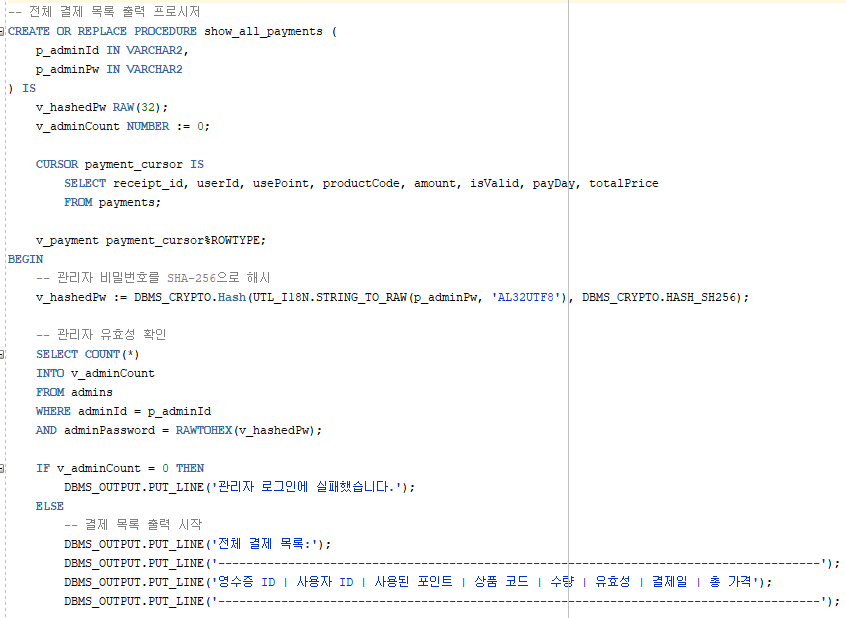 -- 전체 결제 목록 출력 프로시저
CREATE OR REPLACE PROCEDURE show_all_payments (
    p_adminId IN VARCHAR2,
    p_adminPw IN VARCHAR2
) IS
    v_hashedPw RAW(32);
    v_adminCount NUMBER := 0;

    CURSOR payment_cursor IS
        SELECT receipt_id, userId, usePoint, productCode, amount, isValid, payDay, totalPrice
        FROM payments;

    v_payment payment_cursor%ROWTYPE;
BEGIN
    -- 관리자 비밀번호를 SHA-256으로 해시
    v_hashedPw := DBMS_CRYPTO.Hash(UTL_I18N.STRING_TO_RAW(p_adminPw, 'AL32UTF8'), DBMS_CRYPTO.HASH_SH256);

    -- 관리자 유효성 확인
    SELECT COUNT(*)
    INTO v_adminCount
    FROM admins
    WHERE adminId = p_adminId
    AND adminPassword = RAWTOHEX(v_hashedPw);

    IF v_adminCount = 0 THEN
        DBMS_OUTPUT.PUT_LINE('관리자 로그인에 실패했습니다.');
    ELSE
        -- 결제 목록 출력 시작
        DBMS_OUTPUT.PUT_LINE('전체 결제 목록:');
        DBMS_OUTPUT.PUT_LINE('--------------------------------------------------------------------------------------');
        DBMS_OUTPUT.PUT_LINE('영수증 ID | 사용자 ID | 사용된 포인트 | 상품 코드 | 수량 | 유효성 | 결제일 | 총 가격');
        DBMS_OUTPUT.PUT_LINE('--------------------------------------------------------------------------------------');